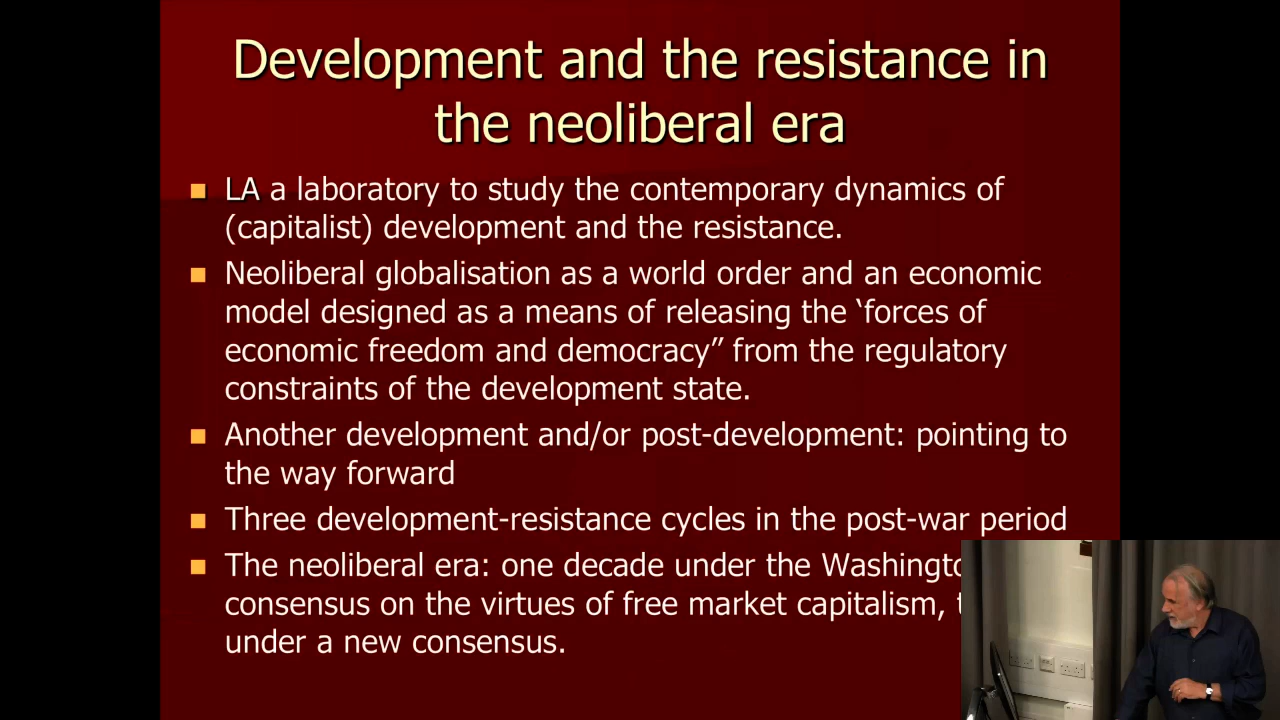 Development and the resistance in
the neoliberal era
LA a laboratory to study the contemporary dynamics of
(capitalist) development and the resistance.
Neoliberal globalisation as a world order and an economic
model designed as a means of releasing the ‘forces of
economic freedom and democracy” from the regulatory
constraints of the development state.
Another development and/or post-development: pointing to
the way forward
Three development-resistance cycles in the post-war period
The neoliberal era: one decade under the
consensus on the virtues of free market capitalism,
under a new consensus.